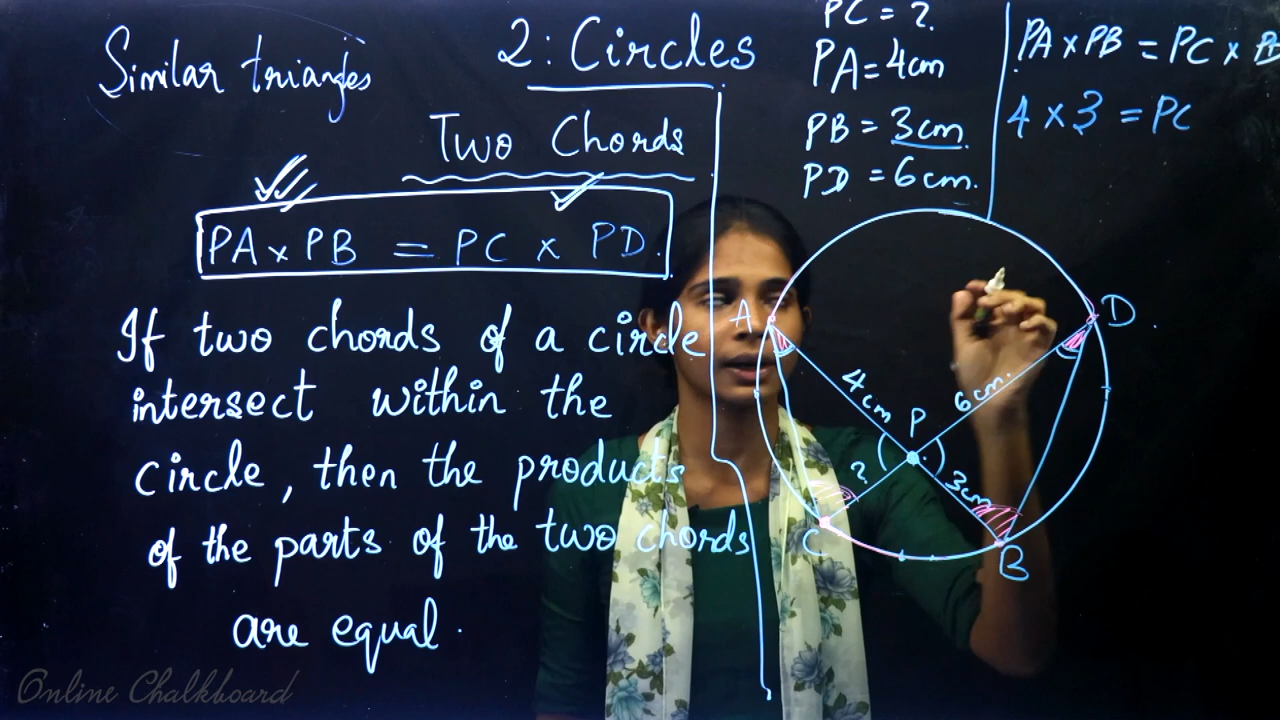 Similar triangles
2: Circles
Two Chords
PA x PB = PC x PD.
If two chords of a circle
intersect within the
circle, then the products
of the parts of the two chords
are equal.
PC = ?
PA = 4cm
PB = 3cm.
PD = 6cm.
PA x PB = PC x PD
4 x 3 = PC
A
D.
4cm
6cm.
P
?
3cm
C
B
Online Chalkboard